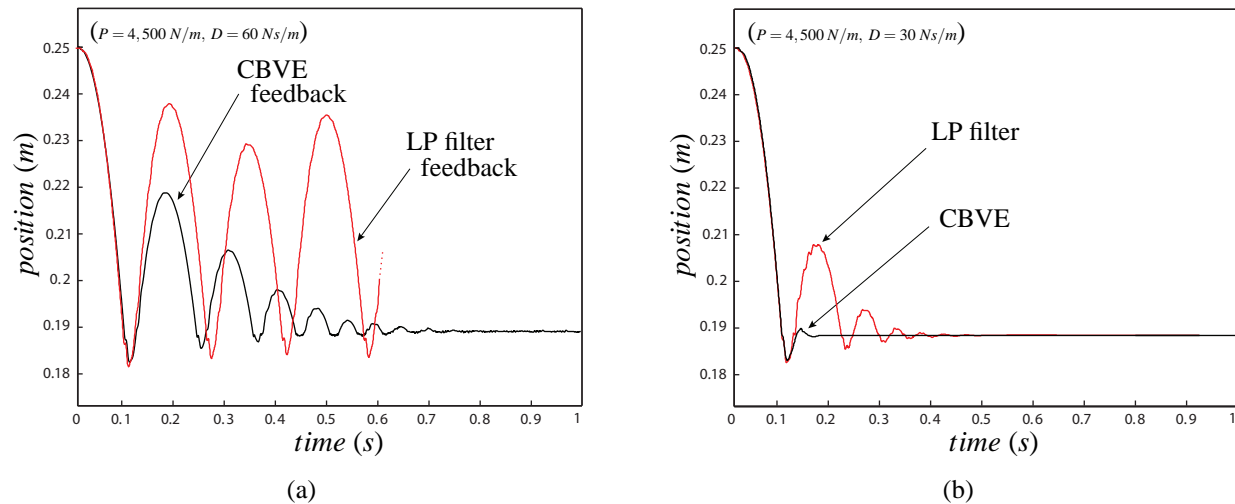 (P = 4,500 N/m, D = 60 Ns/m)
CBVE
feedback
LP filter
feedback
position (m)
0.25
0.24
0.23
0.22
0.21
0.2
0.19
0.18
0
0.1
0.2
0.3
0.4
0.5
0.6
0.7
0.8
0.9
1
time (s)
(a)
(P = 4,500 N/m, D = 30 Ns/m)
LP filter
CBVE
position (m)
0.25
0.24
0.23
0.22
0.21
0.2
0.19
0.18
0
0.1
0.2
0.3
0.4
0.5
0.6
0.7
0.8
0.9
1
time (s)
(b)